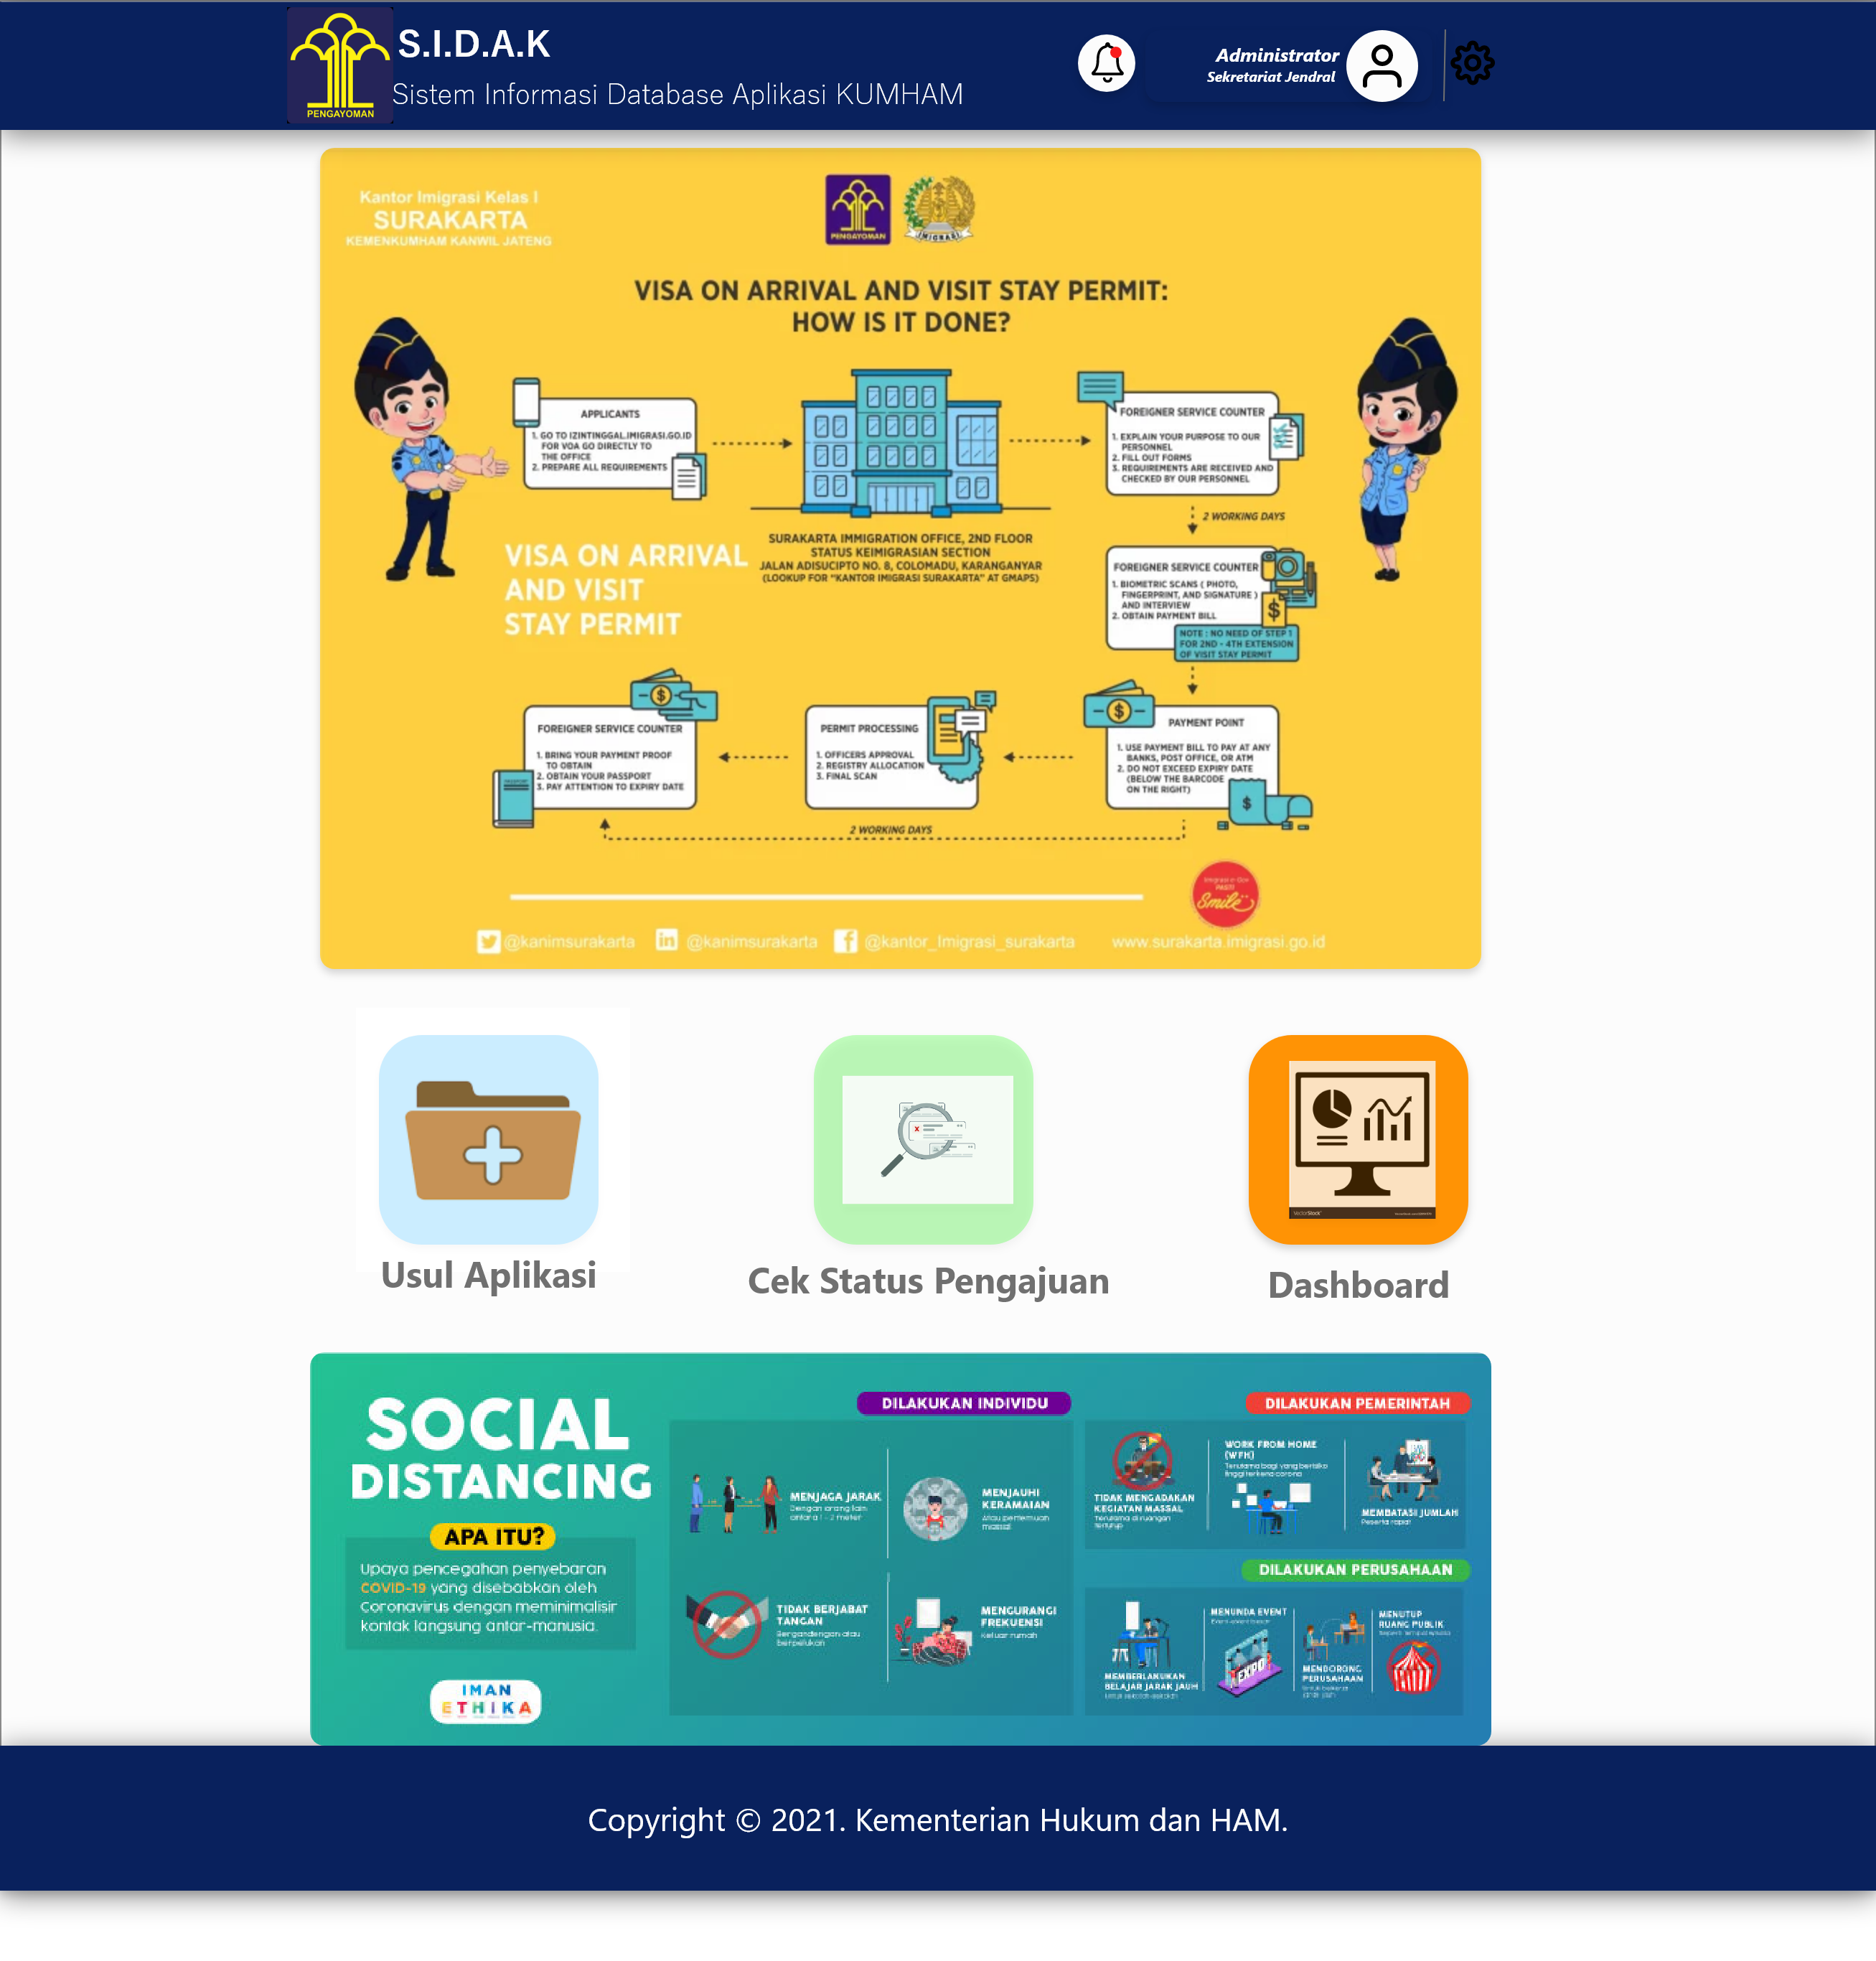 S.I.D.A.K
Sistem Informasi Database Aplikasi KUMHAM
PENGAYOMAN
Administrator
Sekretariat Jendral
Kantor Imigrasi Kelas I
SURAKARTA
KEMENKUMHAM KANWIL JATENG
PENGAYOMAN
IMIGRASI
VISA ON ARRIVAL AND VISIT STAY PERMIT:
HOW IS IT DONE?
APPLICANTS
1. GO TO IZINTINGGAL.IMIGRASI.GO.ID
FOR VOA GO DIRECTLY TO
THE OFFICE
2. PREPARE ALL REQUIREMENTS
SURAKARTA IMMIGRATION OFFICE, 2ND FLOOR
STATUS KEIMIGRASIAN SECTION
JALAN ADISUCIPTO NO. 8, COLOMADU, KARANGANYAR
(LOOKUP FOR "KANTOR IMIGRASI SURAKARTA" AT GMAPS)
FOREIGNER SERVICE COUNTER
1. EXPLAIN YOUR PURPOSE TO OUR
PERSONNEL
2. FILL OUT FORMS
3. REQUIREMENTS ARE RECEIVED AND
CHECKED BY OUR PERSONNEL
2 WORKING DAYS
VISA ON ARRIVAL
AND VISIT
STAY PERMIT
FOREIGNER SERVICE COUNTER
1. BIOMETRIC SCANS ( PHOTO,
FINGERPRINT, AND SIGNATURE )
AND INTERVIEW
2. OBTAIN PAYMENT BILL
NOTE : NO NEED OF STEP 1
FOR 2ND - 4TH EXTENSION
OF VISIT STAY PERMIT
PAYMENT POINT
1. USE PAYMENT BILL TO PAY AT ANY
BANKS, POST OFFICE, OR ATM
2. DO NOT EXCEED EXPIRY DATE
(BELOW THE BARCODE
ON THE RIGHT)
PERMIT PROCESSING
1. OFFICERS APPROVAL
2. REGISTRY ALLOCATION
3. FINAL SCAN
FOREIGNER SERVICE COUNTER
1. BRING YOUR PAYMENT PROOF
TO OBTAIN
2. OBTAIN YOUR PASSPORT
3. PAY ATTENTION TO EXPIRY DATE
PASSPORT
2 WORKING DAYS
Imigrasi e-Gov
PASTI
Smile
@kanimsurakarta
@kanimsurakarta
@kantor_Imigrasi_surakarta
www.surakarta.imigrasi.go.id
VectorStock
Usul Aplikasi
Cek Status Pengajuan
Dashboard
SOCIAL
DISTANCING
APA ITU?
Upaya pencegahan penyebaran
COVID-19 yang disebabkan oleh
Coronavirus dengan meminimalisir
kontak langsung antar-manusia.
IMAN
ETHIKA
DILAKUKAN INDIVIDU
MENJAGA JARAK
Dengan orang lain
antara 1 - 2 meter
MENJAUHI
KERAMAIAN
Atau pertemuan
massal
TIDAK BERJABAT
TANGAN
Bergandengan atau
berpelukan
MENGURANGI
FREKUENSI
Keluar rumah
DILAKUKAN PEMERINTAH
TIDAK MENGADAKAN
KEGIATAN MASSAL
Terutama di ruangan
tertutup
WORK FROM HOME
(WFH)
Terutama bagi yang berisiko
tinggi terkena corona
MEMBATASI JUMLAH
Peserta rapat
DILAKUKAN PERUSAHAAN
MEMBERLAKUKAN
BELAJAR JARAK JAUH
Untuk sekolah-sekolah
MENUNDA EVENT
EXPO
MENDORONG
PERUSAHAAN
Untuk bekerja
jarak jauh
MENUTUP
RUANG PUBLIK
Copyright © 2021. Kementerian Hukum dan HAM.